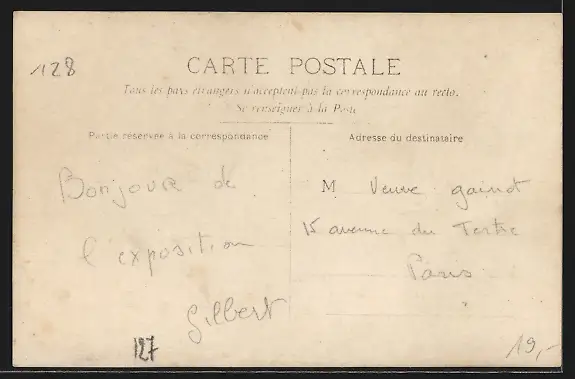 128
CARTE POSTALE
Tous les pays étrangers n'acceptent pas la correspondance au recto.
Se renseigner à la Poste
Partie réservée à la correspondance
Adresse du destinataire
Bonjour de
l'exposition
Gilbert
M Veuve gainot
15 avenue du Tertre
Paris
127
19,-